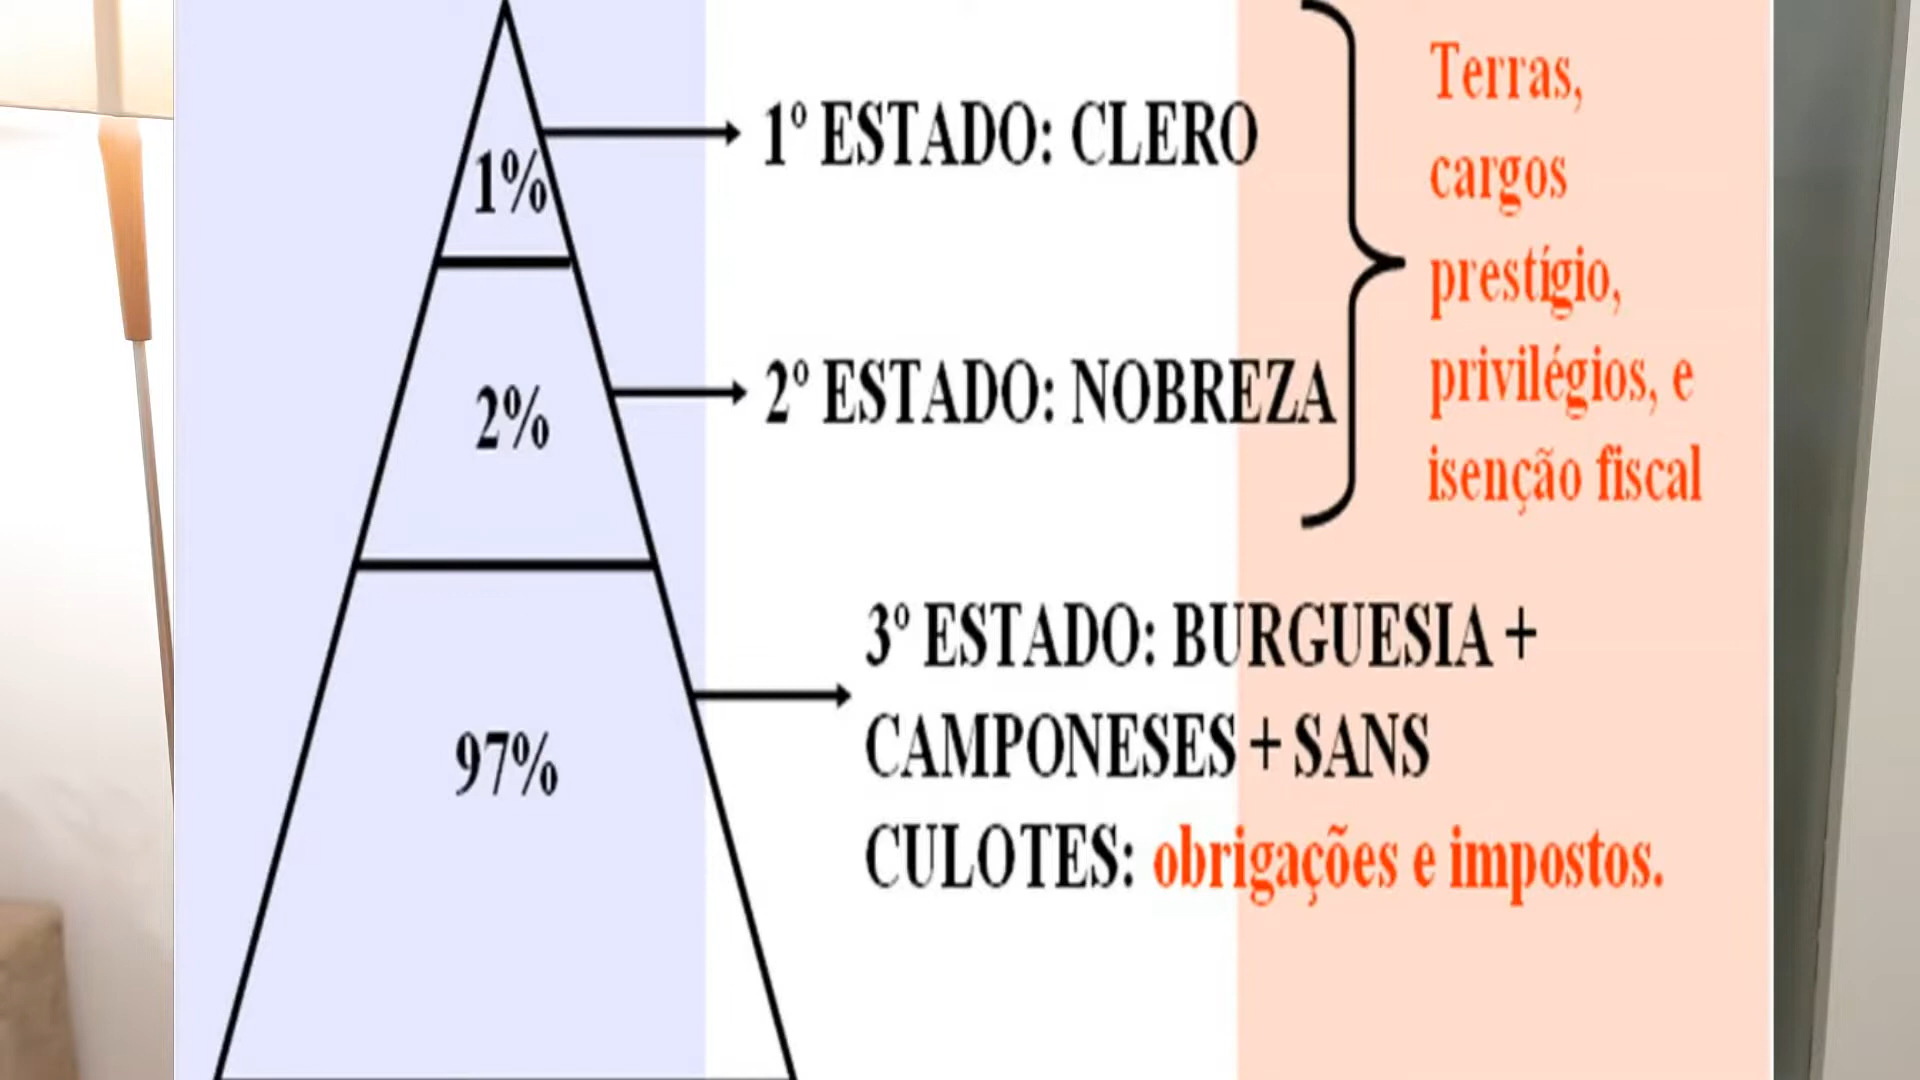 1%
1º ESTADO: CLERO
Terras,
cargos
prestígio,
privilégios, e
isenção fiscal
2%
2º ESTADO: NOBREZA
97%
3º ESTADO: BURGUESIA +
CAMPONESES + SANS
CULOTES: obrigações e impostos.